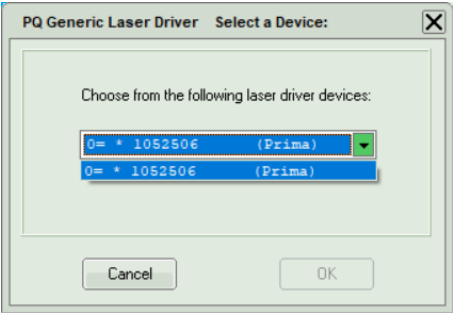 PQ Generic Laser Driver Select a Device:
Choose from the following laser driver devices:
0= * 1052506 (Prima)
0= * 1052506 (Prima)
Cancel OK